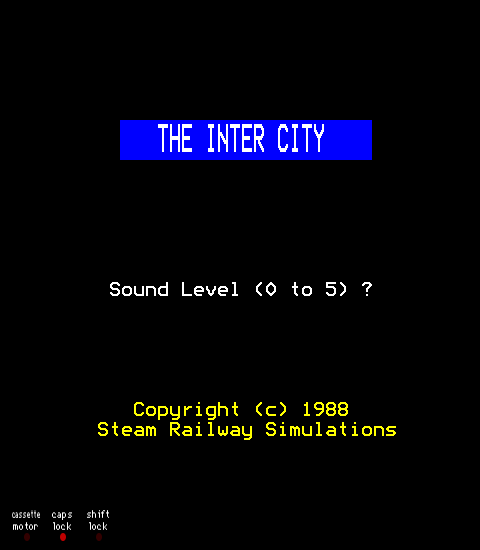 THE INTER CITY
Sound Level (0 to 5) ?
Copyright (c) 1988
Steam Railway Simulations
cassette caps shift
motor lock lock